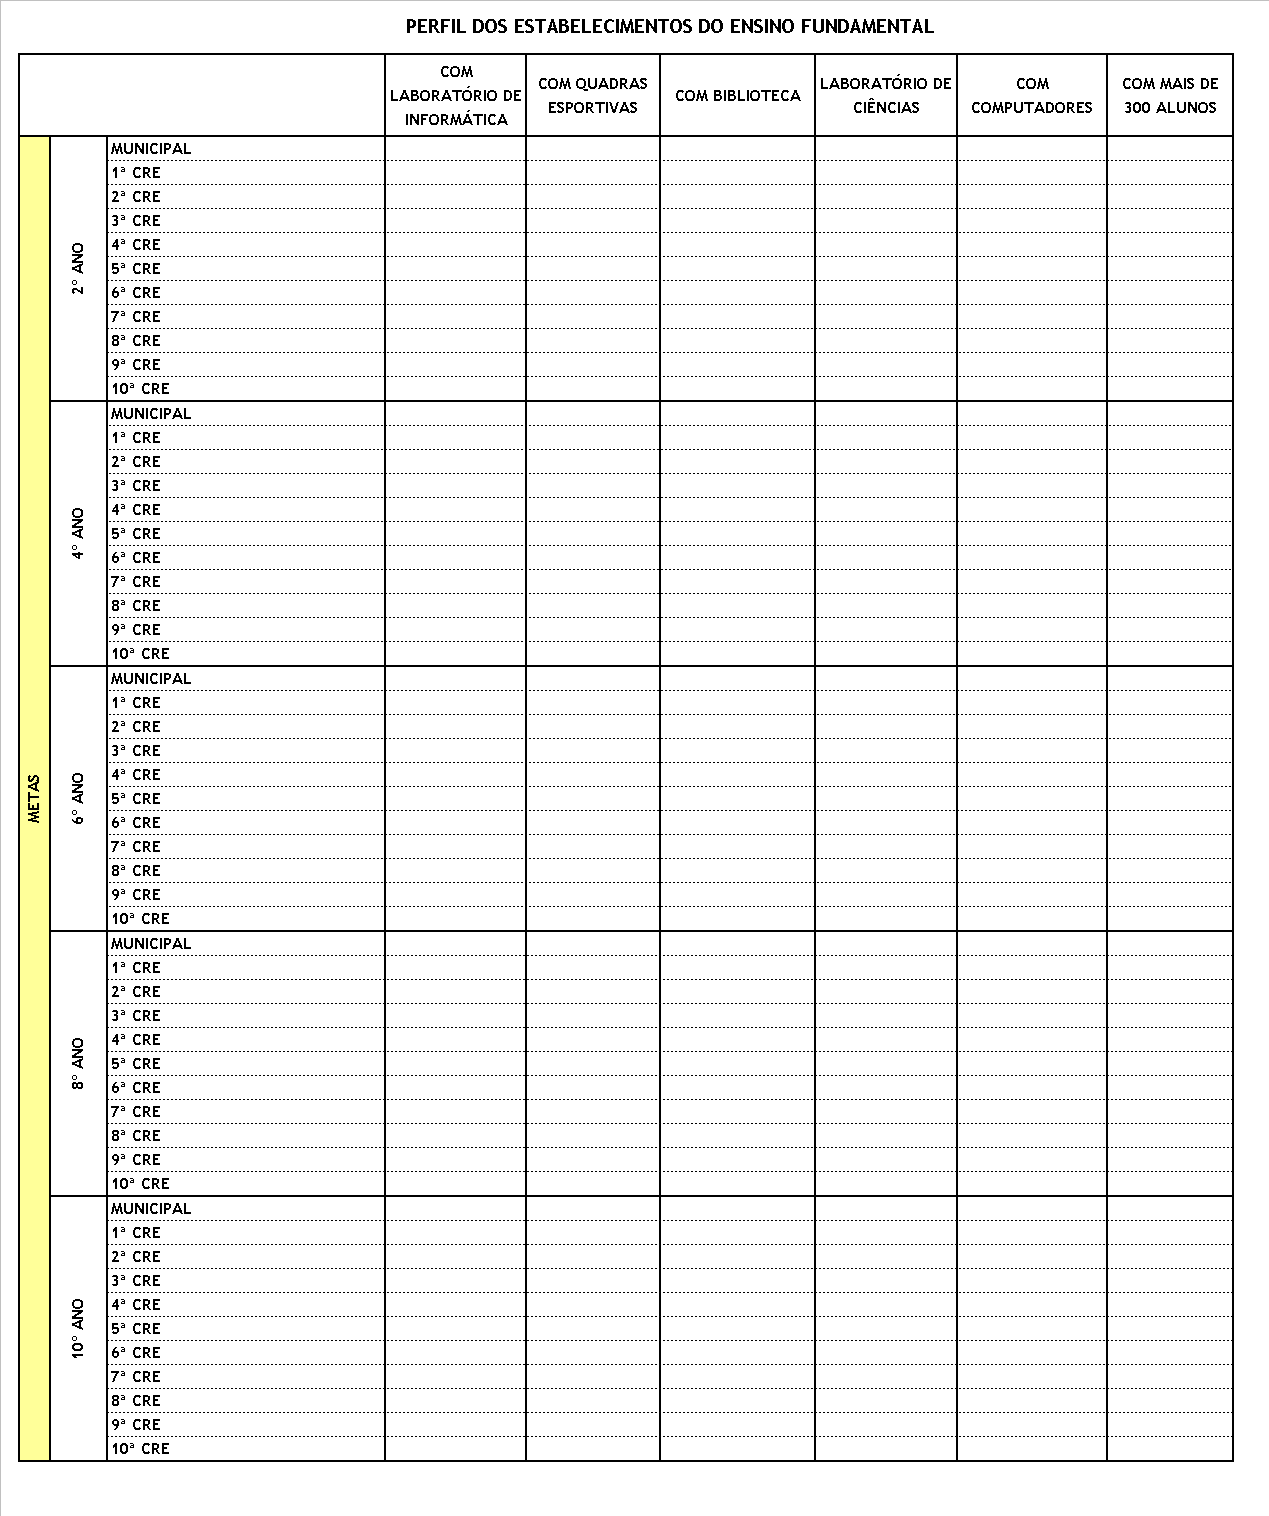 PERFIL DOS ESTABELECIMENTOS DO ENSINO FUNDAMENTAL
COM
LABORATÓRIO DE
INFORMÁTICA
COM QUADRAS
ESPORTIVAS
COM BIBLIOTECA
LABORATÓRIO DE
CIÊNCIAS
COM
COMPUTADORES
COM MAIS DE
300 ALUNOS
METAS
2º ANO
MUNICIPAL
1ª CRE
2ª CRE
3ª CRE
4ª CRE
5ª CRE
6ª CRE
7ª CRE
8ª CRE
9ª CRE
10ª CRE
4º ANO
MUNICIPAL
1ª CRE
2ª CRE
3ª CRE
4ª CRE
5ª CRE
6ª CRE
7ª CRE
8ª CRE
9ª CRE
10ª CRE
6º ANO
MUNICIPAL
1ª CRE
2ª CRE
3ª CRE
4ª CRE
5ª CRE
6ª CRE
7ª CRE
8ª CRE
9ª CRE
10ª CRE
8º ANO
MUNICIPAL
1ª CRE
2ª CRE
3ª CRE
4ª CRE
5ª CRE
6ª CRE
7ª CRE
8ª CRE
9ª CRE
10ª CRE
10º ANO
MUNICIPAL
1ª CRE
2ª CRE
3ª CRE
4ª CRE
5ª CRE
6ª CRE
7ª CRE
8ª CRE
9ª CRE
10ª CRE